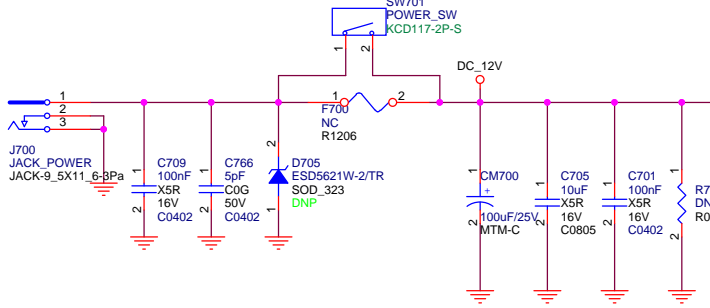 SW701
POWER_SW
KCD117-2P-S
1
2
DC_12V
1
2
3
1
2
F700
NC
R1206
J700
JACK_POWER
JACK-9_5X11_6-3Pa
1
2
C709
100nF
X5R
16V
C0402
1
2
C766
5pF
C0G
50V
C0402
2
1
D705
ESD5621W-2/TR
SOD_323
DNP
1
2
CM700
+
100uF/25V
MTM-C
1
2
C705
10uF
X5R
16V
C0805
1
2
C701
100nF
X5R
16V
C0402
1
2
R7
DN
R0